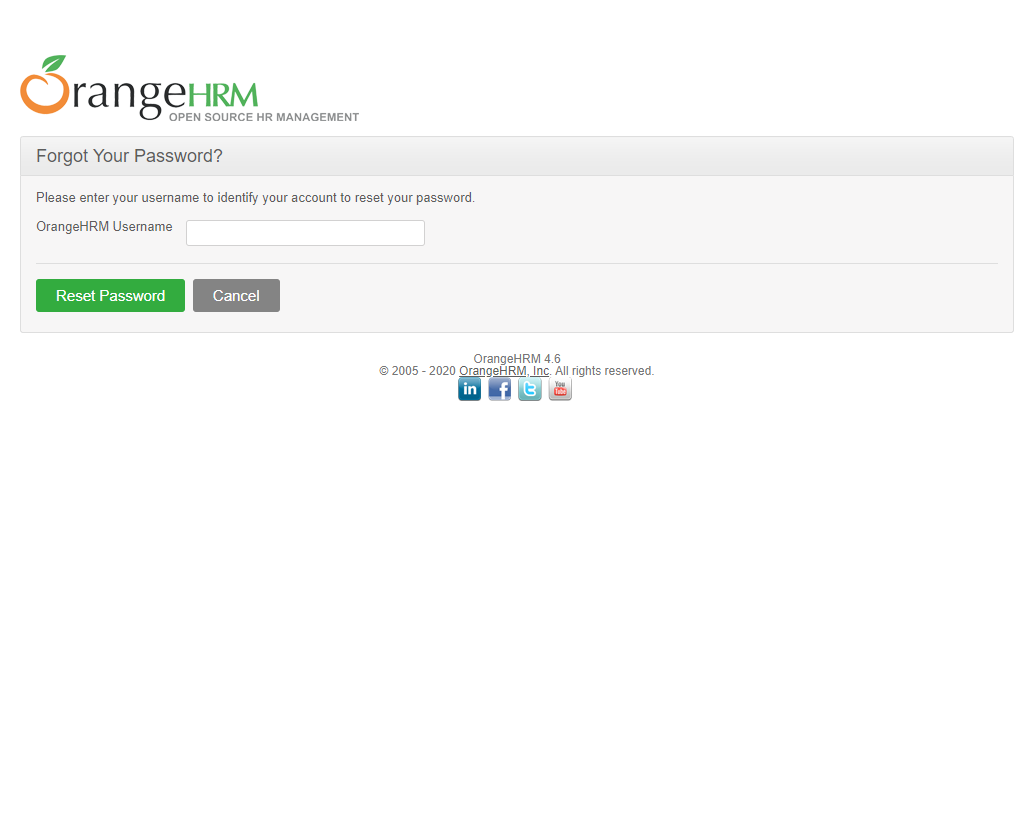 OrangeHRM
OPEN SOURCE HR MANAGEMENT
Forgot Your Password?
Please enter your username to identify your account to reset your password.
OrangeHRM Username
Reset Password Cancel
OrangeHRM 4.6
© 2005 - 2020 OrangeHRM, Inc. All rights reserved.
in f t You Tube